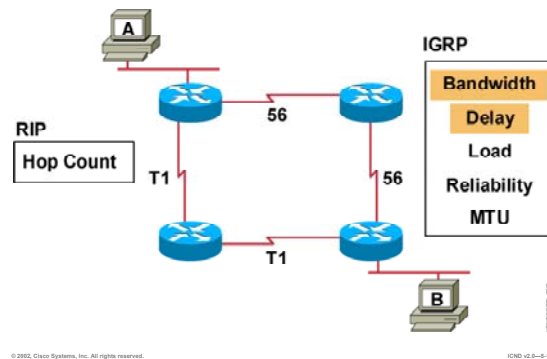 A
IGRP
Bandwidth
Delay
Load
Reliability
MTU
56
RIP
Hop Count
T1
56
T1
B
© 2002, Cisco Systems, Inc. All rights reserved.
ICND v2.0—5-